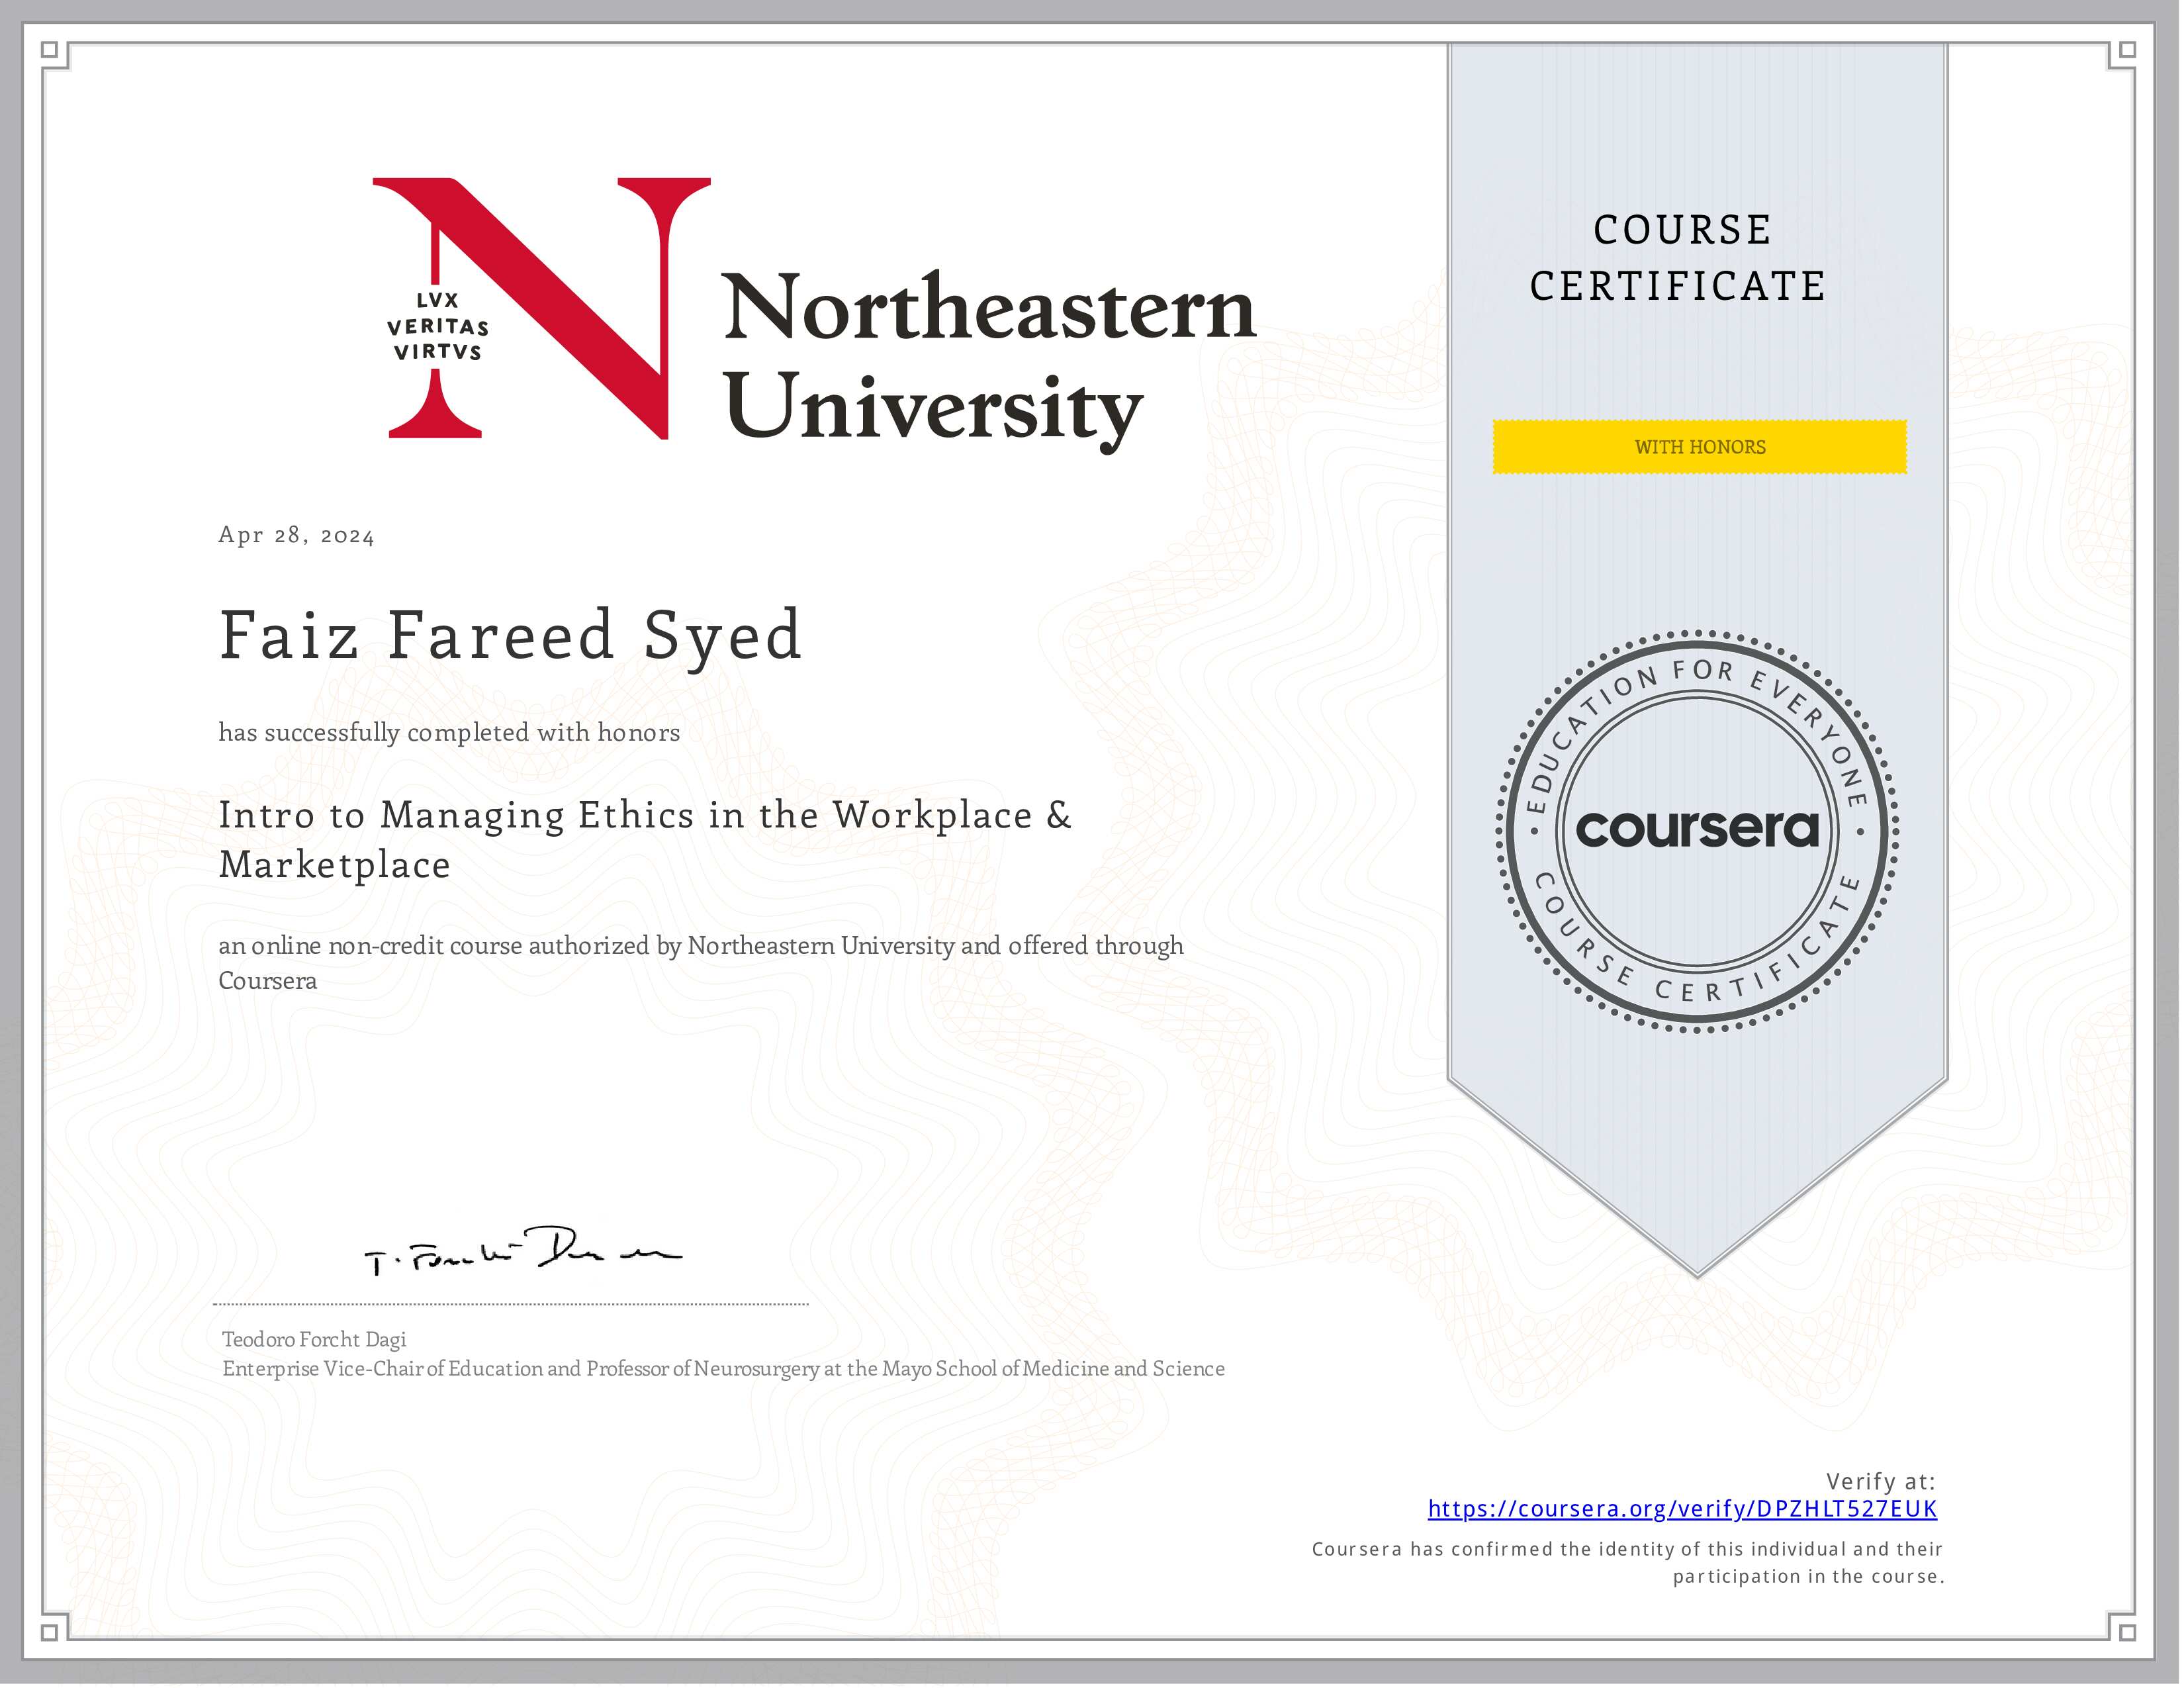 LVX
VERITAS
VIRTVS
Northeastern
University
COURSE
CERTIFICATE
WITH HONORS
Apr 28, 2024
Faiz Fareed Syed
has successfully completed with honors
Intro to Managing Ethics in the Workplace &
Marketplace
an online non-credit course authorized by Northeastern University and offered through
Coursera
EDUCATION FOR EVERYONE
coursera
COURSE CERTIFICATE
Teodoro Forcht Dagi
Enterprise Vice-Chair of Education and Professor of Neurosurgery at the Mayo School of Medicine and Science
Verify at:
https://coursera.org/verify/DPZHLT527EUK
Coursera has confirmed the identity of this individual and their
participation in the course.